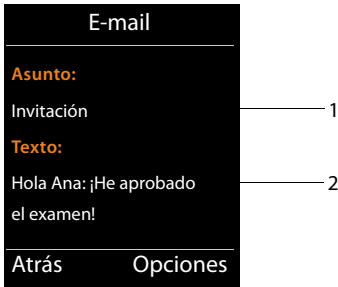 E-mail
Asunto:
Invitación 1
Texto:
Hola Ana: ¡He aprobado 2
el examen!
Atrás Opciones